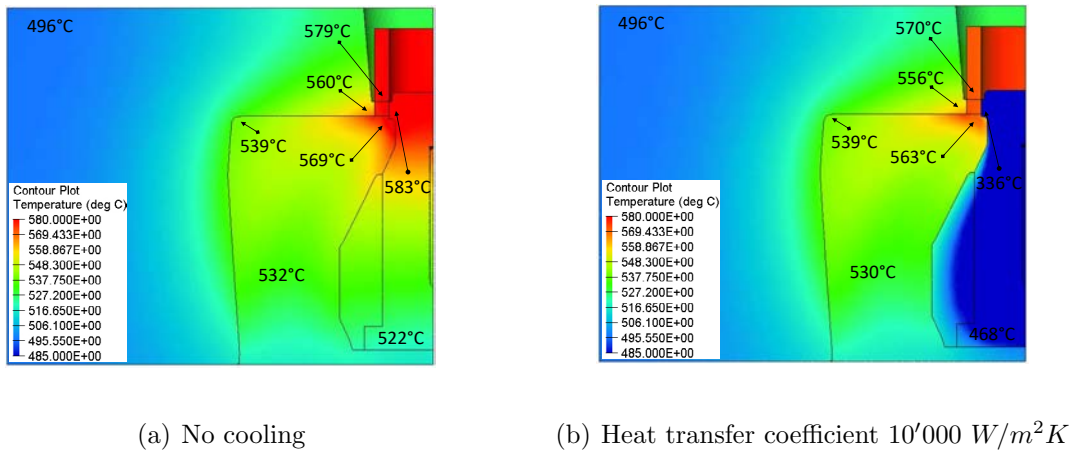 496°C
579°C
560°C
539°C
569°C
583°C
532°C
522°C
Contour Plot
Temperature (deg C)
580.000E+00
569.433E+00
558.867E+00
548.300E+00
537.750E+00
527.200E+00
516.650E+00
506.100E+00
495.550E+00
485.000E+00
496°C
570°C
556°C
539°C
563°C
336°C
530°C
468°C
Contour Plot
Temperature (deg C)
580.000E+00
569.433E+00
558.867E+00
548.300E+00
537.750E+00
527.200E+00
516.650E+00
506.100E+00
495.550E+00
485.000E+00
(a) No cooling
(b) Heat transfer coefficient 10′000 W/m²K